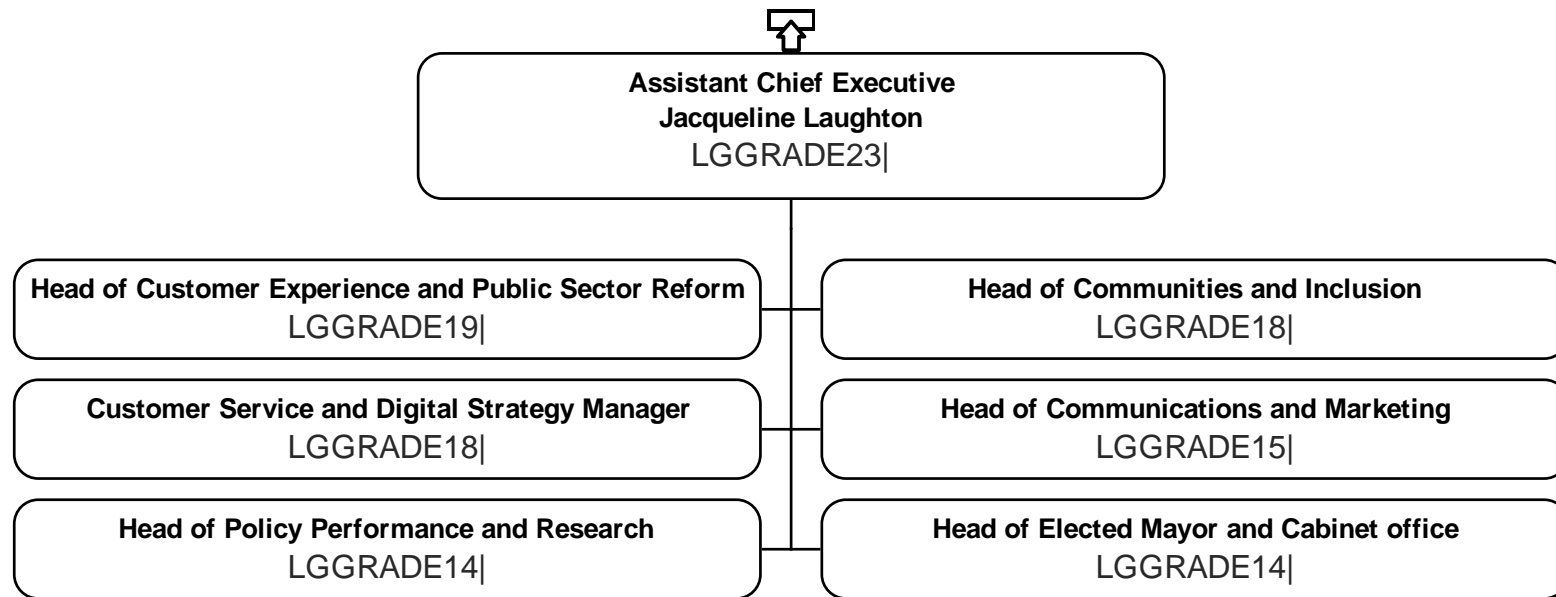 Assistant Chief Executive
Jacqueline Laughton
LGGRADE23|
Head of Customer Experience and Public Sector Reform
LGGRADE19|
Head of Communities and Inclusion
LGGRADE18|
Customer Service and Digital Strategy Manager
LGGRADE18|
Head of Communications and Marketing
LGGRADE15|
Head of Policy Performance and Research
LGGRADE14|
Head of Elected Mayor and Cabinet office
LGGRADE14|